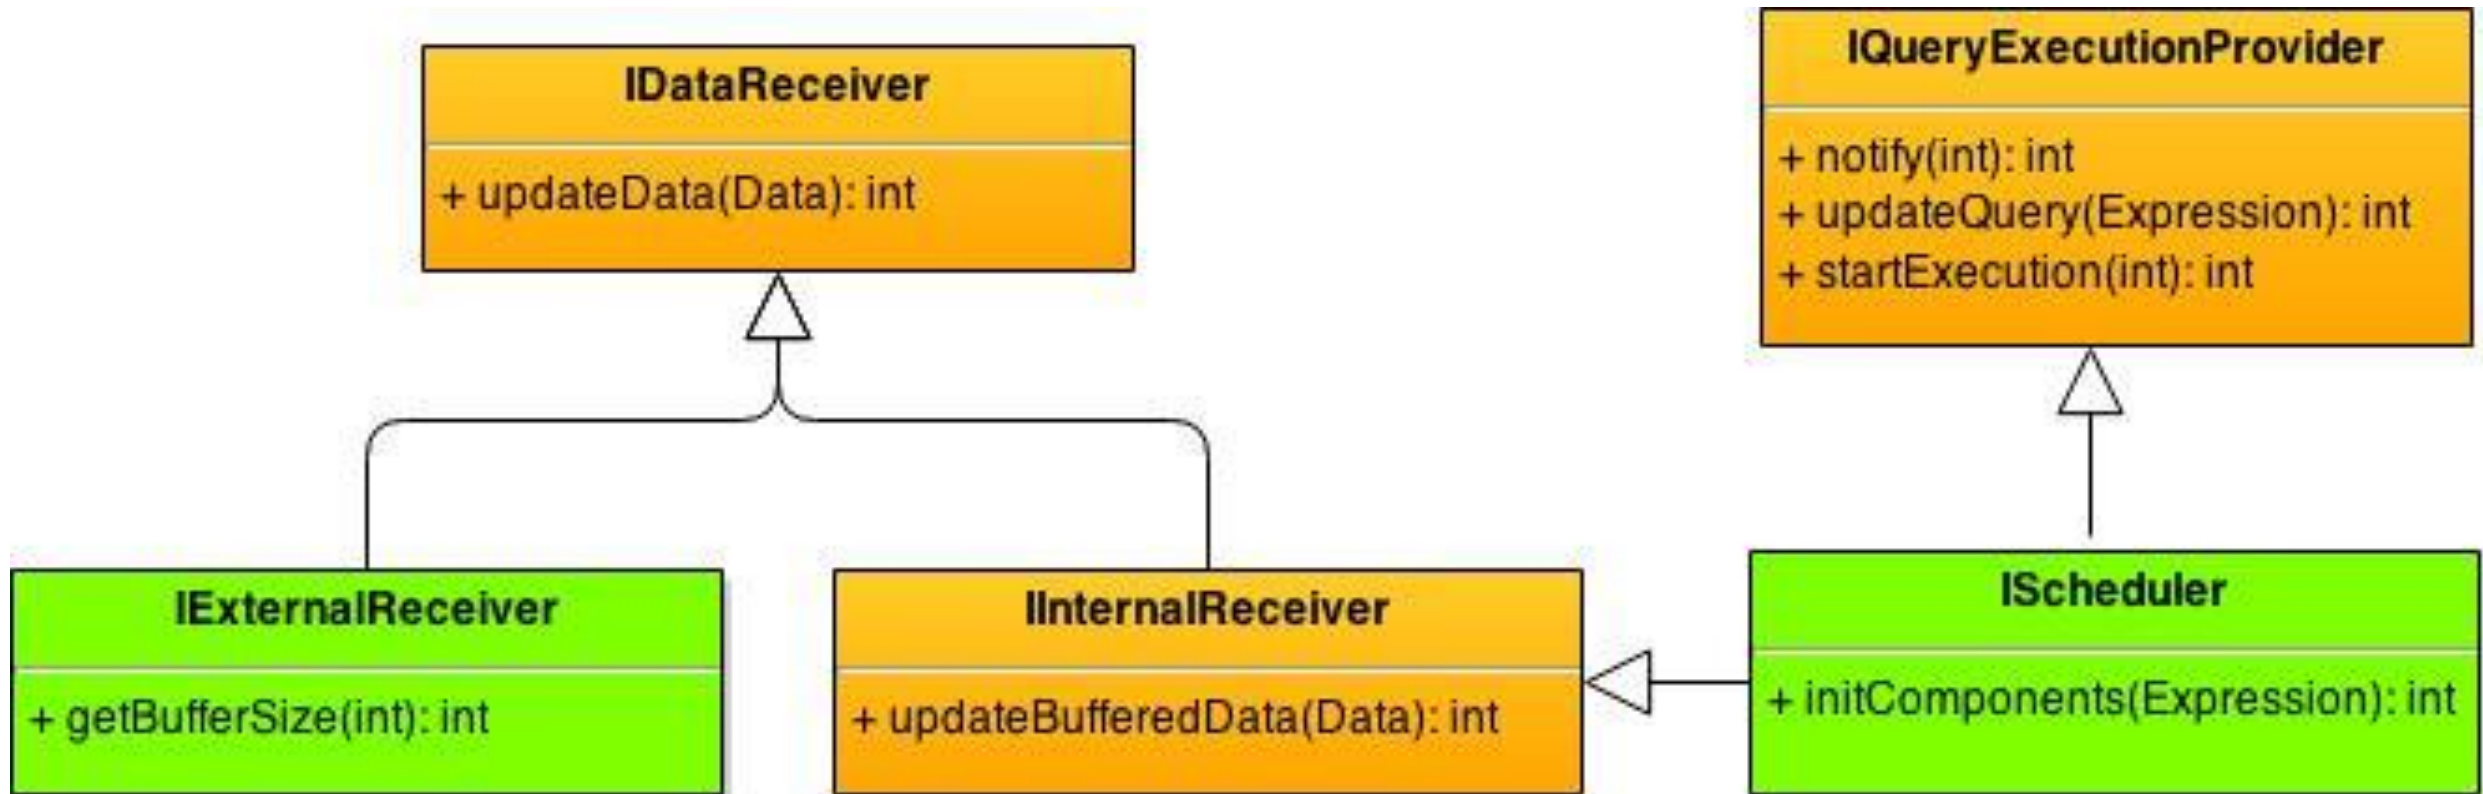 IDataReceiver
+ updateData(Data): int
IQueryExecutionProvider
+ notify(int): int
+ updateQuery(Expression): int
+ startExecution(int): int
IExternalReceiver
+ getBufferSize(int): int
IInternalReceiver
+ updateBufferedData(Data): int
IScheduler
+ initComponents(Expression): int